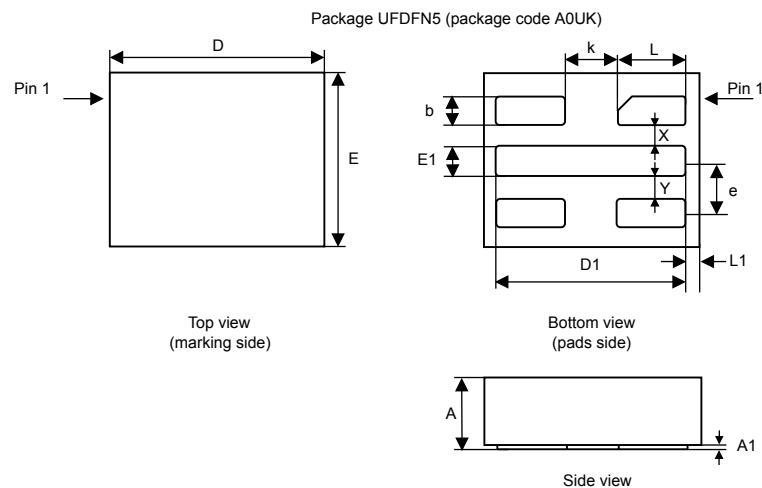 Package UFDFN5 (package code A0UK)
D
k
L
Pin 1
Pin 1
b
X
E
E1
Y
e
D1
L1
Top view
(marking side)
Bottom view
(pads side)
A
A1
Side view